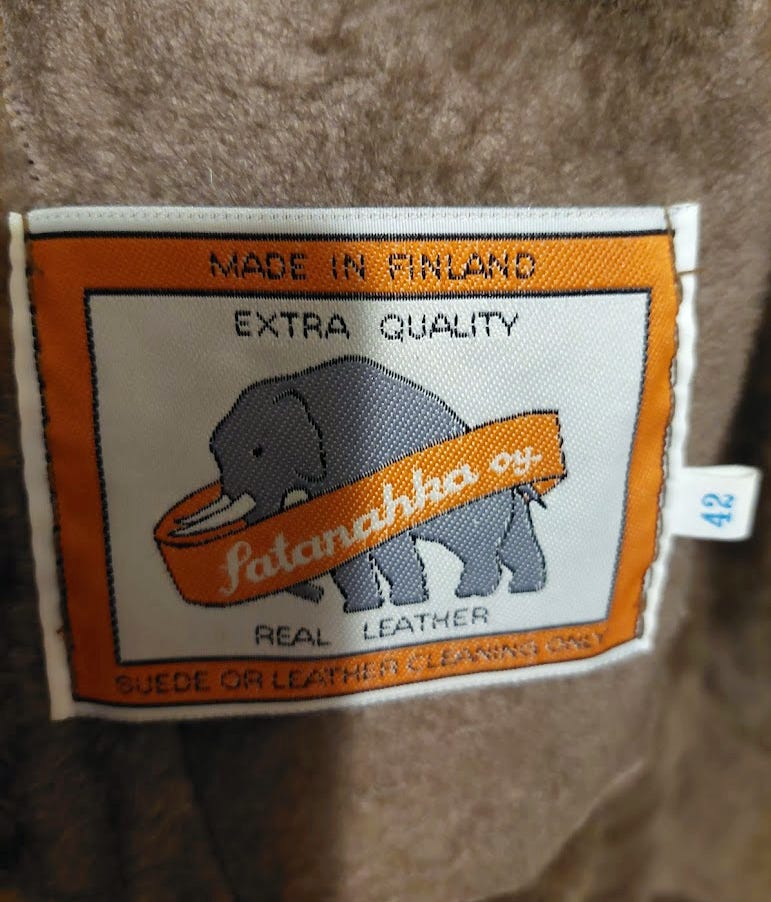 MADE IN FINLAND
EXTRA QUALITY
Satanahka oy.
REAL LEATHER
SUEDE OR LEATHER CLEANING ONLY
42